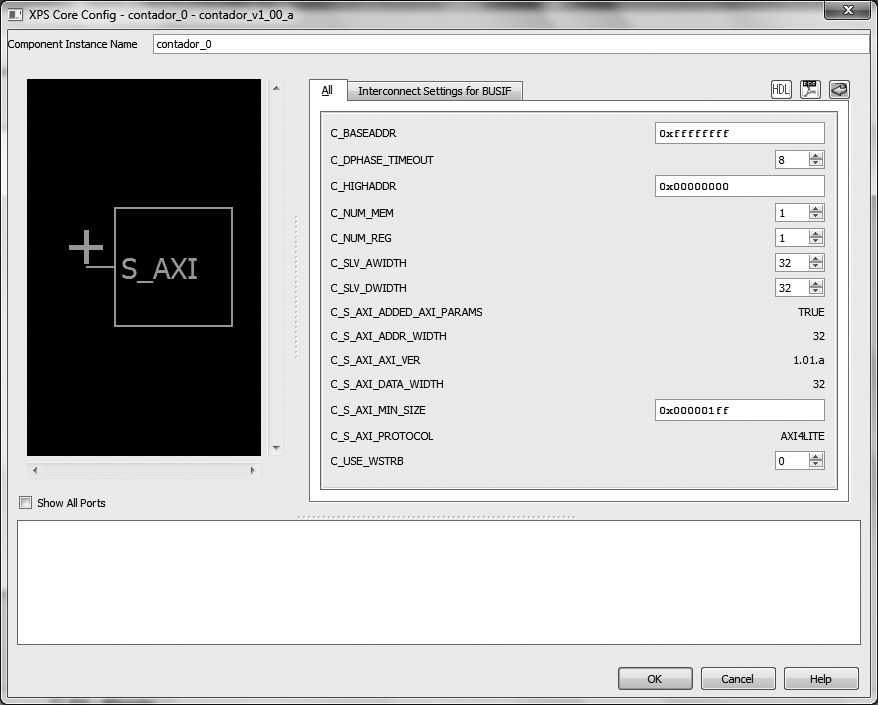 XPS Core Config - contador_0 - contador_v1_00_a
Component Instance Name contador_0
All Interconnect Settings for BUSIF HDL PDF
S_AXI
C_BASEADDR 0xffffffff
C_DPHASE_TIMEOUT 8
C_HIGHADDR 0x00000000
C_NUM_MEM 1
C_NUM_REG 1
C_SLV_AWIDTH 32
C_SLV_DWIDTH 32
C_S_AXI_ADDED_AXI_PARAMS TRUE
C_S_AXI_ADDR_WIDTH 32
C_S_AXI_AXI_VER 1.01.a
C_S_AXI_DATA_WIDTH 32
C_S_AXI_MIN_SIZE 0x000001ff
C_S_AXI_PROTOCOL AXI4LITE
C_USE_WSTRB 0
Show All Ports
OK Cancel Help